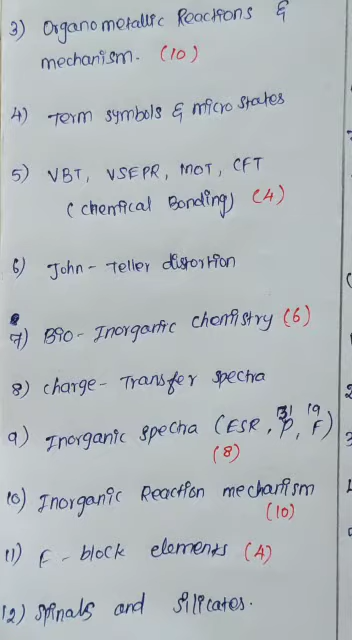 3) Organometallic Reactions &
mechanism. (10)
4) Term symbols & micro states
5) VBT, VSEPR, MOT, CFT
(chemical Bonding) (4)
6) John-Teller distortion
7) Bio-Inorganic chemistry (6)
8) charge-Transfer spectra
9) Inorganic spectra (ESR, 31P, 19F)
(8)
10) Inorganic Reaction mechanism
(10)
11) F-block elements (4)
12) Spinals and Silicates.